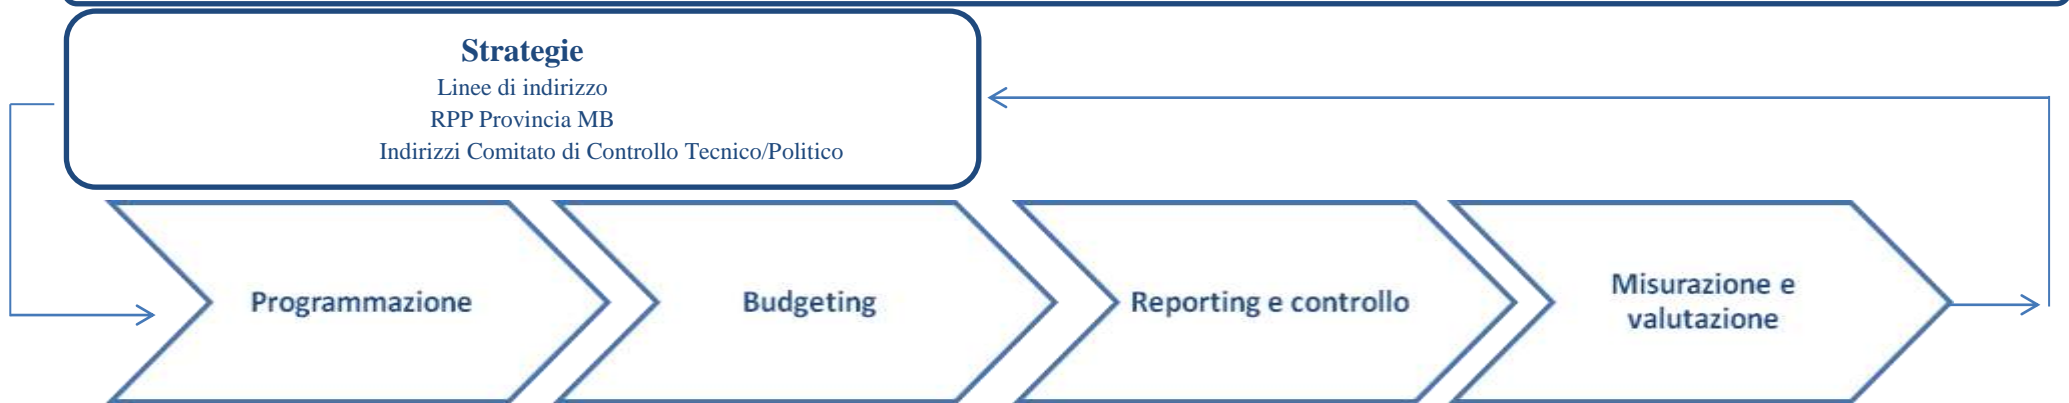 Strategie
Linee di indirizzo
RPP Provincia MB
Indirizzi Comitato di Controllo Tecnico/Politico
Programmazione
Budgeting
Reporting e controllo
Misurazione e
valutazione